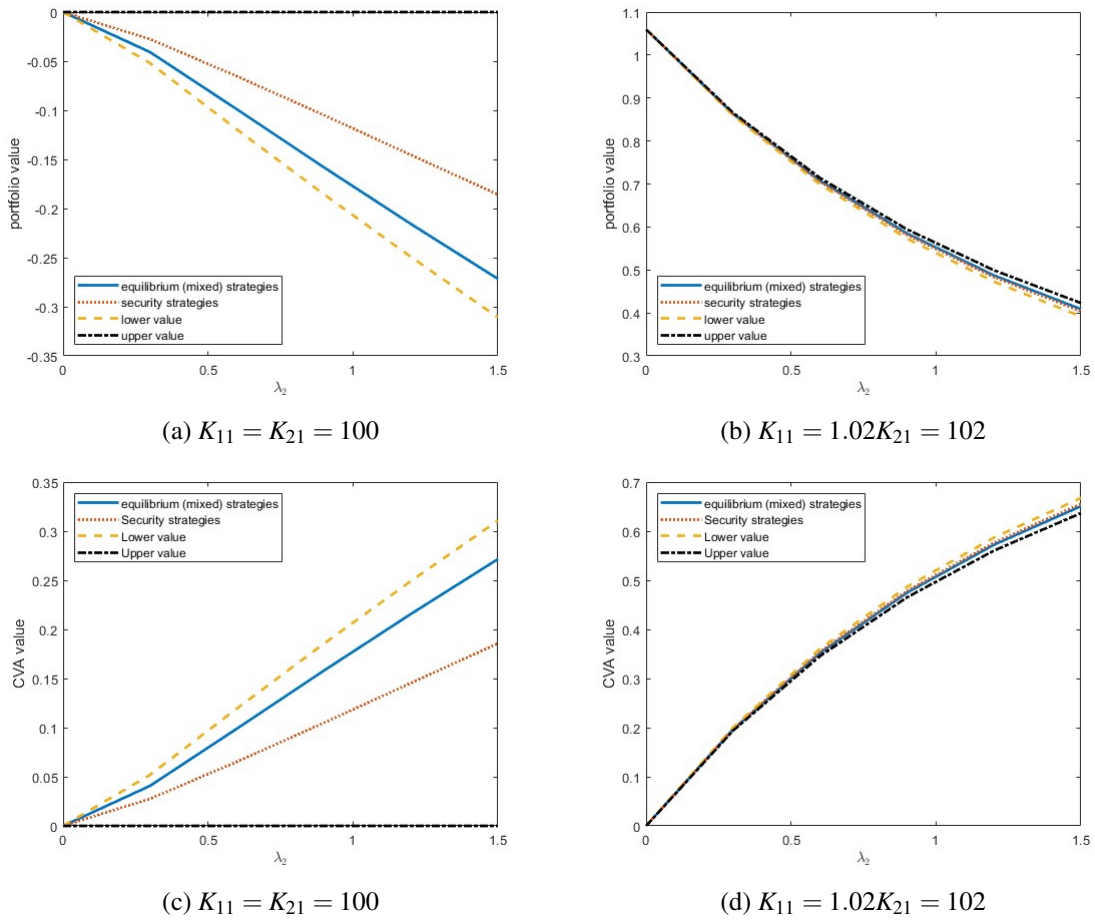 0
-0.05
-0.1
-0.15
-0.2
-0.25
-0.3
-0.35
portfolio value
equilibrium (mixed) strategies
security strategies
lower value
upper value
0 0.5 1 1.5
λ₂
(a) K₁₁ = K₂₁ = 100
1.1
1
0.9
0.8
0.7
0.6
0.5
0.4
0.3
portfolio value
equilibrium (mixed) strategies
security strategies
lower value
upper value
0 0.5 1 1.5
λ₂
(b) K₁₁ = 1.02K₂₁ = 102
0.35
0.3
0.25
0.2
0.15
0.1
0.05
0
CVA value
equilibrium (mixed) strategies
Security strategies
Lower value
Upper value
0 0.5 1 1.5
λ₂
(c) K₁₁ = K₂₁ = 100
0.7
0.6
0.5
0.4
0.3
0.2
0.1
0
CVA value
equilibrium (mixed) strategies
Security strategies
Lower value
Upper value
0 0.5 1 1.5
λ₂
(d) K₁₁ = 1.02K₂₁ = 102